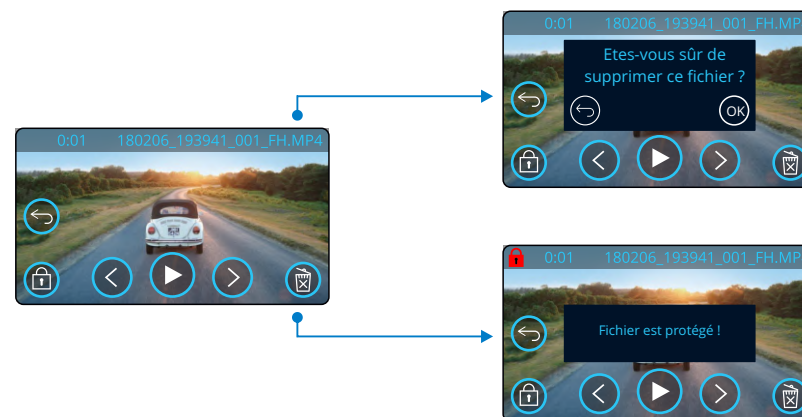 0:01 180206_193941_001_FH.MP4
0:01 180206_193941_001_FH.MP
Etes-vous sûr de
supprimer ce fichier ?
OK
0:01 180206_193941_001_FH.MP
Fichier est protégé !